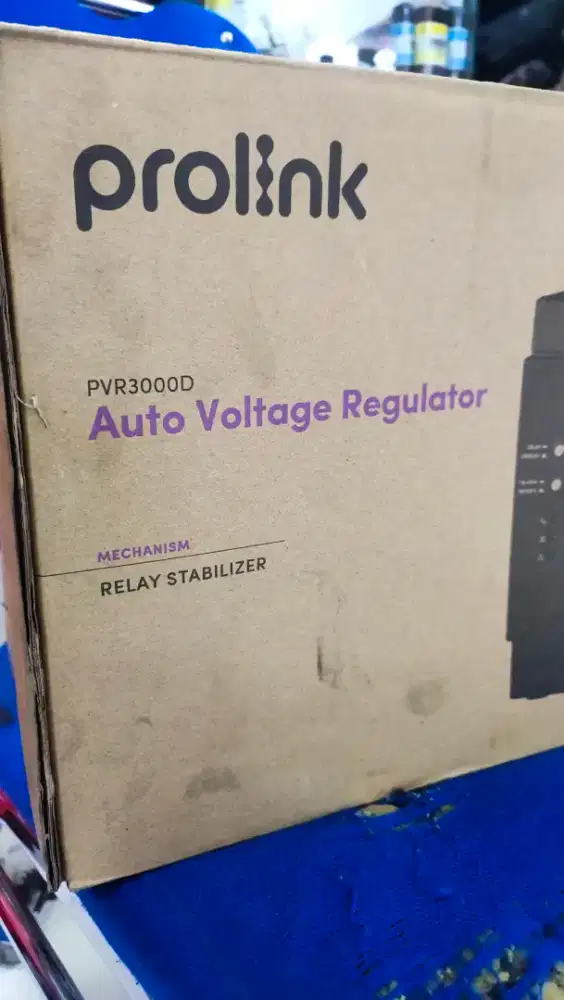 prolink
PVR3000D
Auto Voltage Regulator
MECHANISM
RELAY STABILIZER